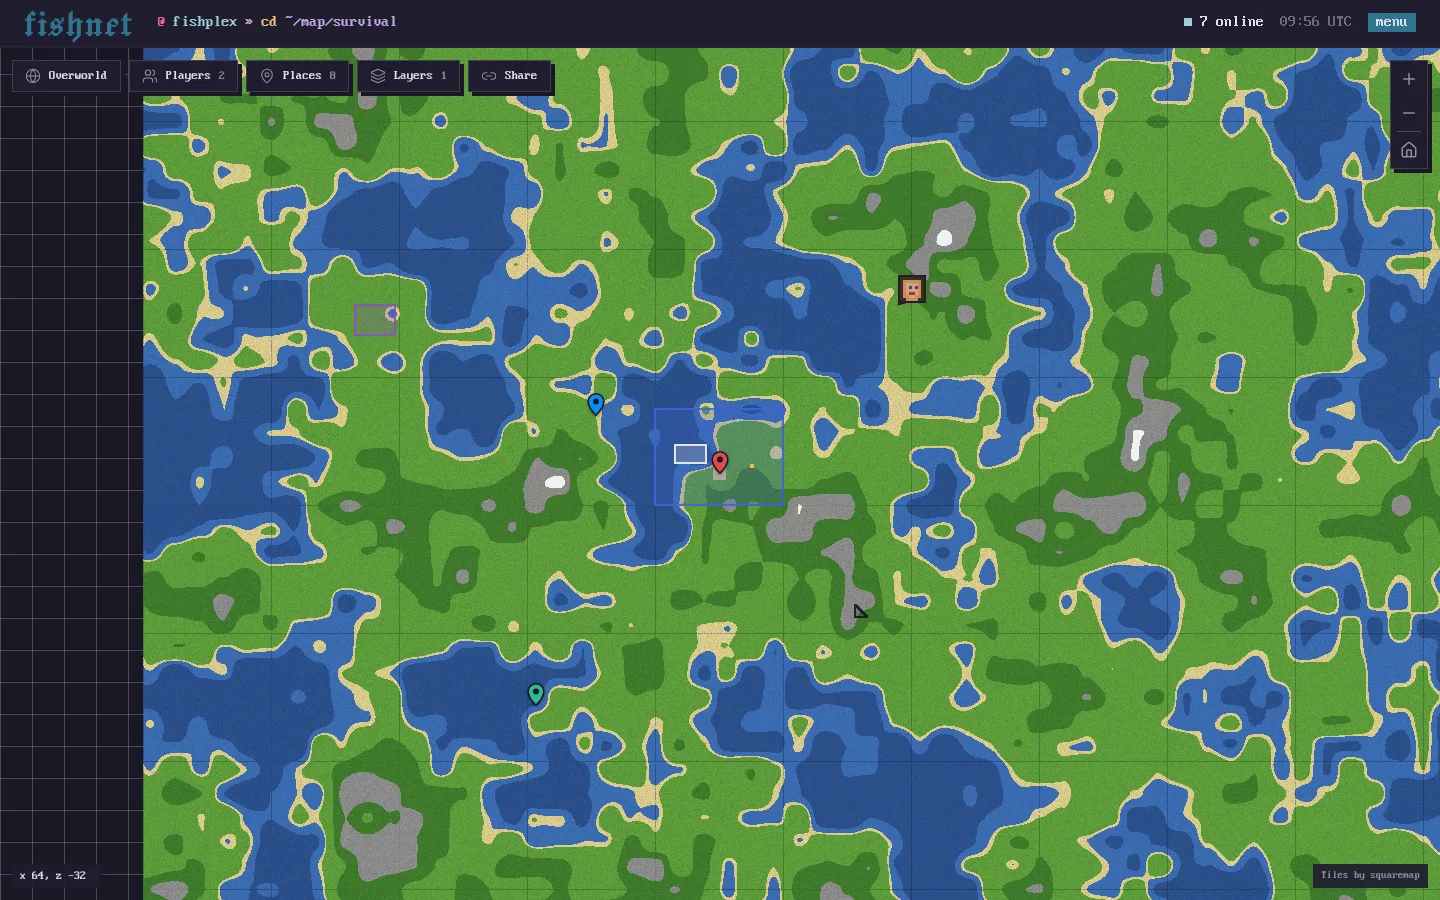 fishnet
@ fishplex » cd ~/map/survival
7 online
09:56 UTC
menu
Overworld
Players 2
Places 8
Layers 1
Share
x 64, z -32
Tiles by squaremap